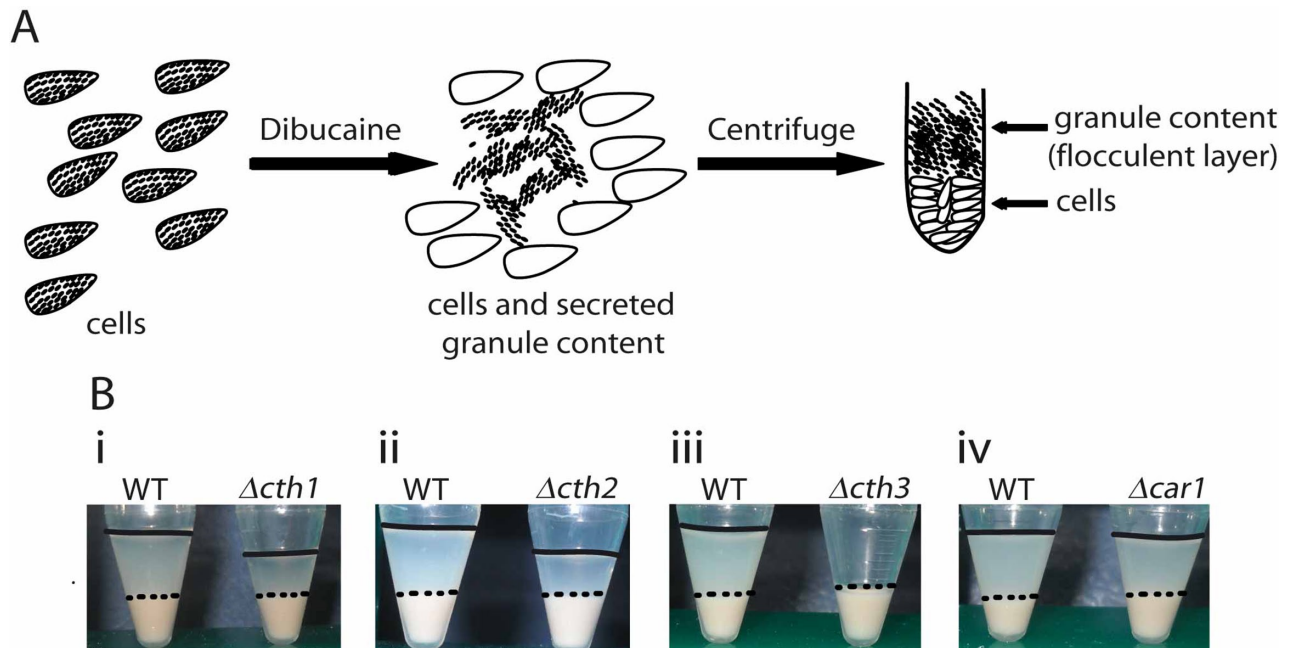 A
Dibucaine
Centrifuge
granule content
(flocculent layer)
cells
cells
cells and secreted
granule content
B
i
ii
iii
iv
WT
Δcth1
WT
Δcth2
WT
Δcth3
WT
Δcar1